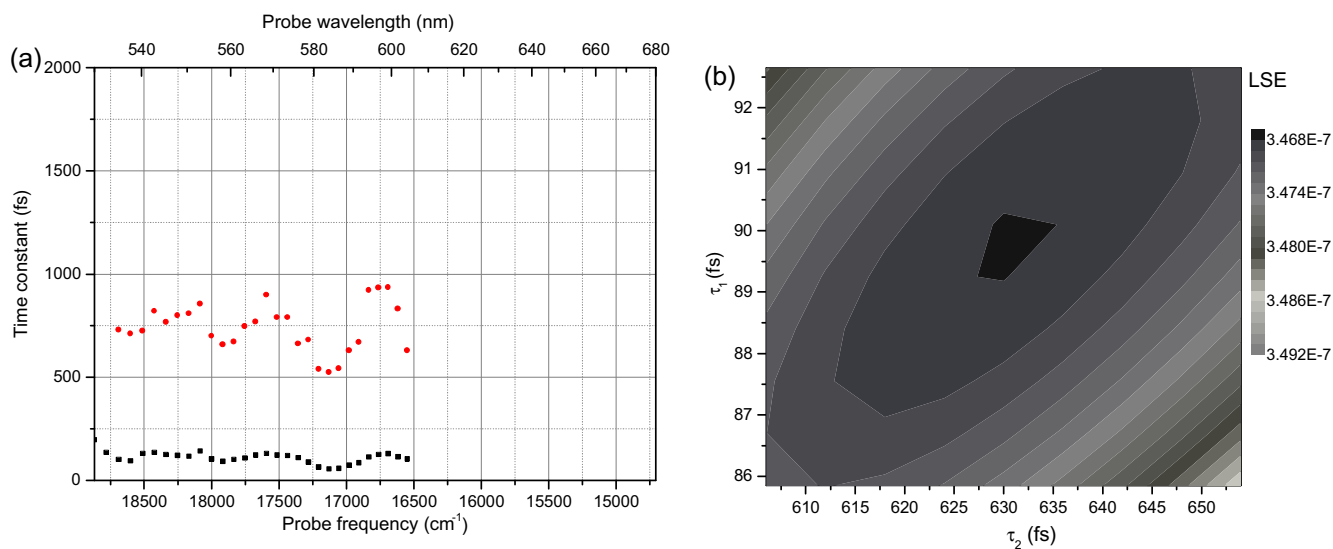 Probe wavelength (nm)
(a)
540 560 580 600 620 640 660 680
2000
1500
1000
500
0
Time constant (fs)
18500 18000 17500 17000 16500 16000 15500 15000
Probe frequency (cm⁻¹)
(b)
92
91
90
89
88
87
86
τ₁ (fs)
610 615 620 625 630 635 640 645 650
τ₂ (fs)
LSE
3.468E-7
3.474E-7
3.480E-7
3.486E-7
3.492E-7